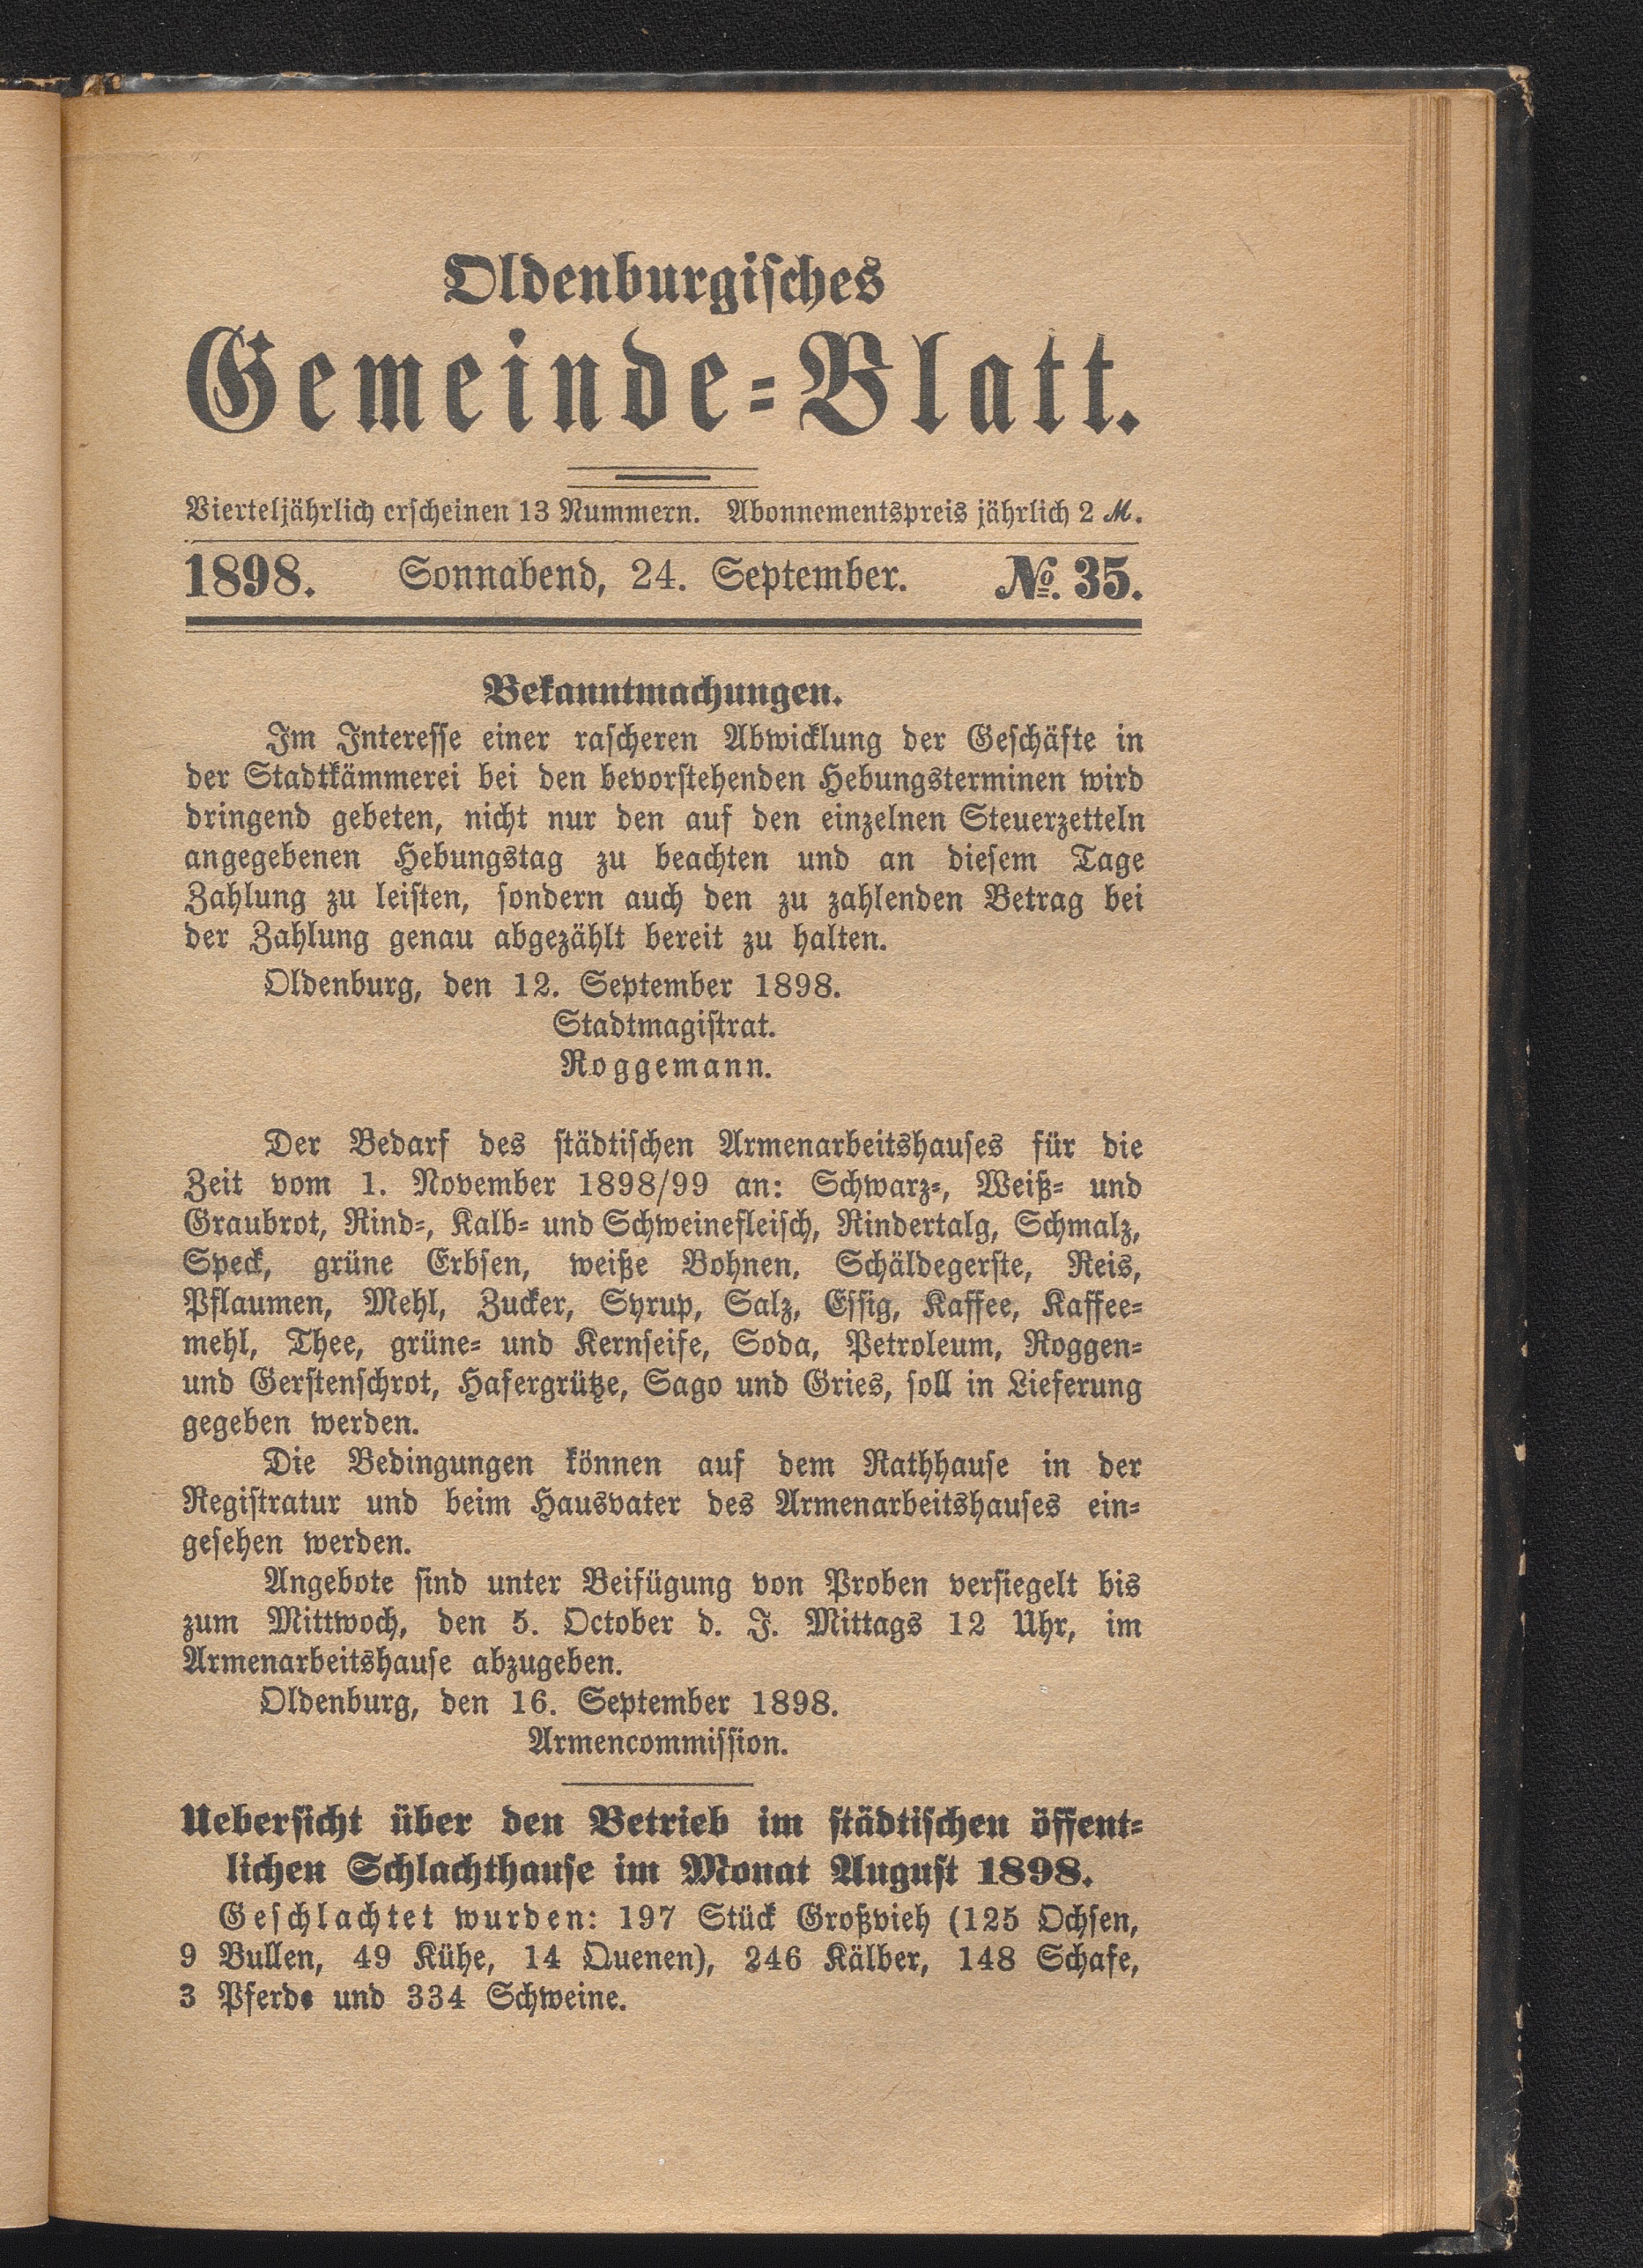 Oldenburgisches
Gemeinde-Blatt.
Vierteljährlich erscheinen 13 Nummern. Abonnementspreis jährlich 2 M.
1898. Sonnabend, 24. September. No. 35.
Bekanntmachungen.
Im Interesse einer rascheren Abwicklung der Geschäfte in
der Stadtkämmerei bei den bevorstehenden Hebungsterminen wird
dringend gebeten, nicht nur den auf den einzelnen Steuerzetteln
angegebenen Hebungstag zu beachten und an diesem Tage
Zahlung zu leisten, sondern auch den zu zahlenden Betrag bei
der Zahlung genau abgezählt bereit zu halten.
Oldenburg, den 12. September 1898.
Stadtmagistrat.
Roggemann.
Der Bedarf des städtischen Armenarbeitshauses für die
Zeit vom 1. November 1898/99 an: Schwarz-, Weiß- und
Graubrot, Rind-, Kalb- und Schweinefleisch, Rindertalg, Schmalz,
Speck, grüne Erbsen, weiße Bohnen, Schäldegerste, Reis,
Pflaumen, Mehl, Zucker, Syrup, Salz, Essig, Kaffee, Kaffee-
mehl, Thee, grüne- und Kernseife, Soda, Petroleum, Roggen-
und Gerstenschrot, Hafergrütze, Sago und Gries, soll in Lieferung
gegeben werden.
Die Bedingungen können auf dem Rathhause in der
Registratur und beim Hausvater des Armenarbeitshauses ein-
gesehen werden.
Angebote sind unter Beifügung von Proben versiegelt bis
zum Mittwoch, den 5. October d. J. Mittags 12 Uhr, im
Armenarbeitshause abzugeben.
Oldenburg, den 16. September 1898.
Armencommission.
Uebersicht über den Betrieb im städtischen öffent-
lichen Schlachthause im Monat August 1898.
Geschlachtet wurden: 197 Stück Großvieh (125 Ochsen,
9 Bullen, 49 Kühe, 14 Quenen), 246 Kälber, 148 Schafe,
3 Pferde und 334 Schweine.